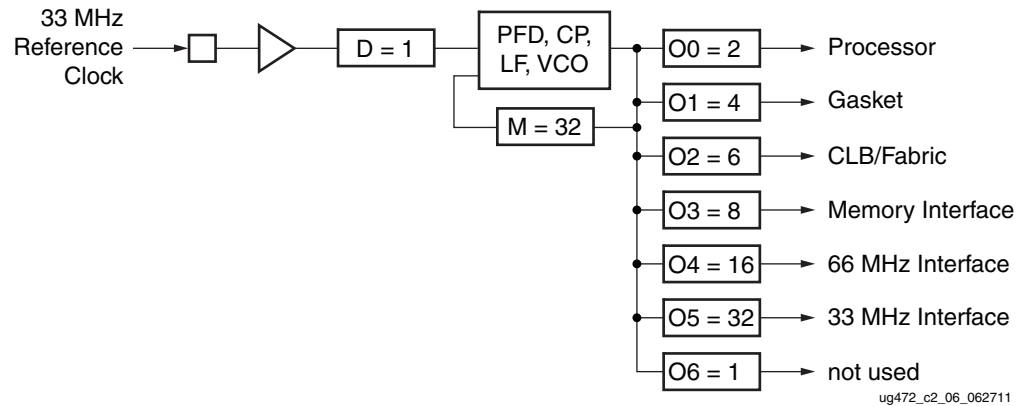 33 MHz
Reference
Clock
D = 1
PFD, CP,
LF, VCO
M = 32
O0 = 2
Processor
O1 = 4
Gasket
O2 = 6
CLB/Fabric
O3 = 8
Memory Interface
O4 = 16
66 MHz Interface
O5 = 32
33 MHz Interface
O6 = 1
not used
ug472_c2_06_062711